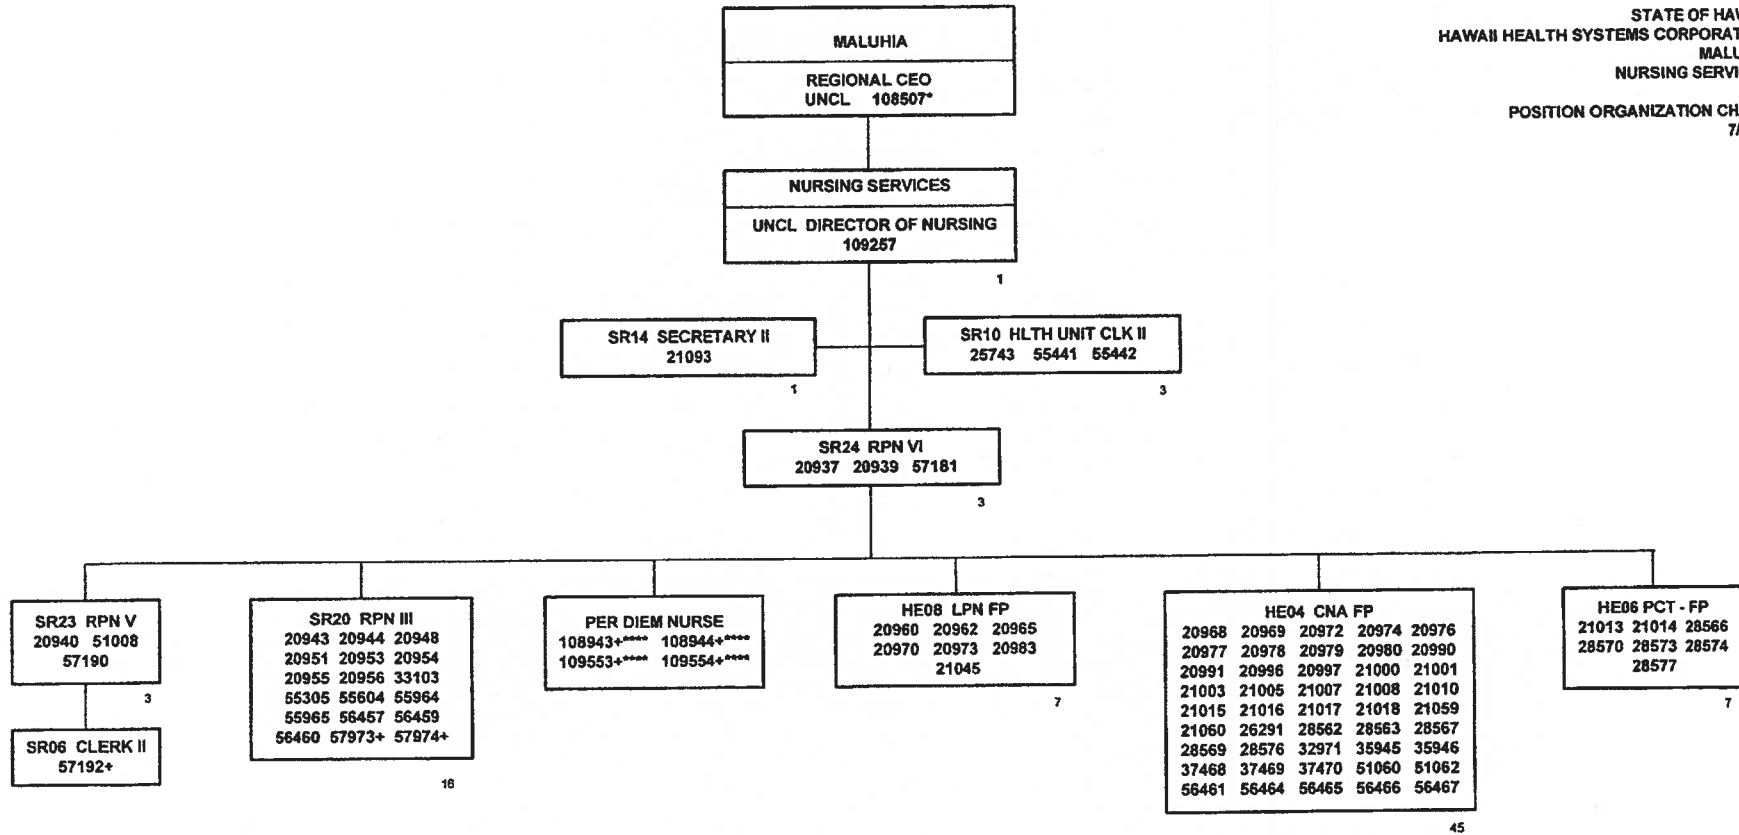 STATE OF HAW
HAWAII HEALTH SYSTEMS CORPORAT
MALU
NURSING SERVI
POSITION ORGANIZATION CH
7/
MALUHIA
REGIONAL CEO
UNCL 108507*
NURSING SERVICES
UNCL DIRECTOR OF NURSING
109257
1
SR14 SECRETARY II
21093
1
SR10 HLTH UNIT CLK II
25743 55441 55442
3
SR24 RPN VI
20937 20939 57181
3
SR23 RPN V
20940 51008
57190
3
SR06 CLERK II
57192+
SR20 RPN III
20943 20944 20948
20951 20953 20954
20955 20956 33103
55305 55604 55964
55965 56457 56459
56460 57973+ 57974+
16
PER DIEM NURSE
108943+**** 108944+****
109553+**** 109554+****
HE08 LPN FP
20960 20962 20965
20970 20973 20983
21045
7
HE04 CNA FP
20968 20969 20972 20974 20976
20977 20978 20979 20980 20990
20991 20996 20997 21000 21001
21003 21005 21007 21008 21010
21015 21016 21017 21018 21059
21060 26291 28562 28563 28567
28569 28576 32971 35945 35946
37468 37469 37470 51060 51062
56461 56464 56465 56466 56467
45
HE06 PCT - FP
21013 21014 28566
28570 28573 28574
28577
7